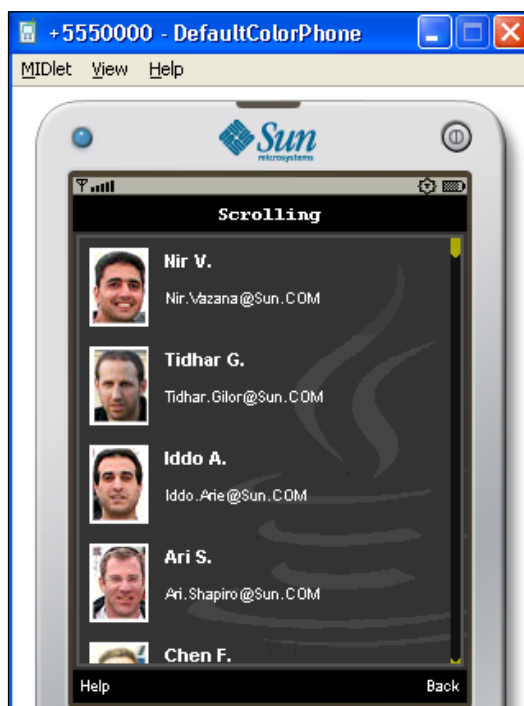 +5550000 - DefaultColorPhone
MIDlet View Help
Sun
microsystems
Scrolling
Nir V.
Nir.Vazana@Sun.COM
Tidhar G.
Tidhar.Gilor@Sun.COM
Iddo A.
Iddo.Arie@Sun.COM
Ari S.
Ari.Shapiro@Sun.COM
Chen F.
Help Back